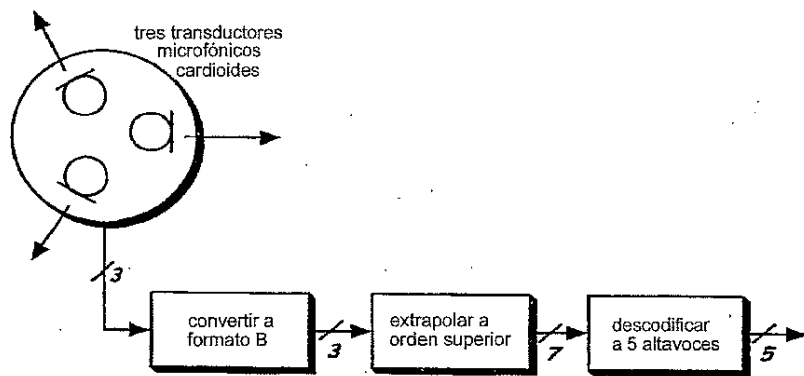 tres transductores
microfónicos
cardioides
3
convertir a
formato B
3
extrapolar a
orden superior
7
descodificar
a 5 altavoces
5